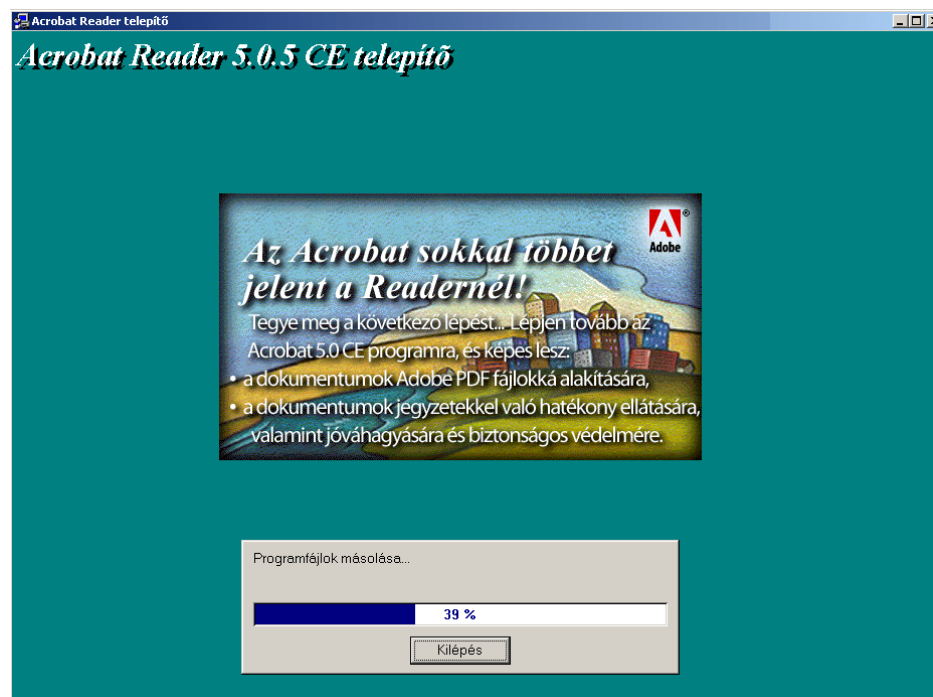 Acrobat Reader telepítő
Acrobat Reader 5.0.5 CE telepítõ
Adobe
Az Acrobat sokkal többet
jelent a Readernél!
Tegye meg a következő lépést... Lépjen tovább az
Acrobat 5.0 CE programra, és képes lesz:
• a dokumentumok Adobe PDF fájlokká alakítására,
• a dokumentumok jegyzetekkel való hatékony ellátására,
valamint jóváhagyására és biztonságos védelmére.
Programfájlok másolása...
39 %
Kilépés